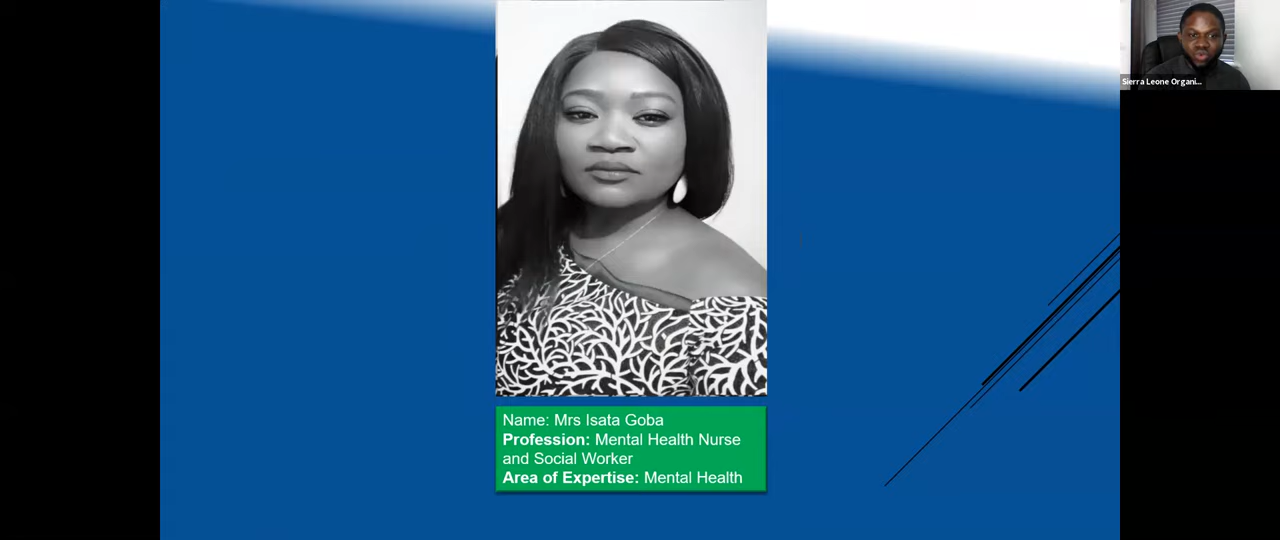 Sierra Leone Organi...
Name: Mrs Isata Goba
Profession: Mental Health Nurse
and Social Worker
Area of Expertise: Mental Health